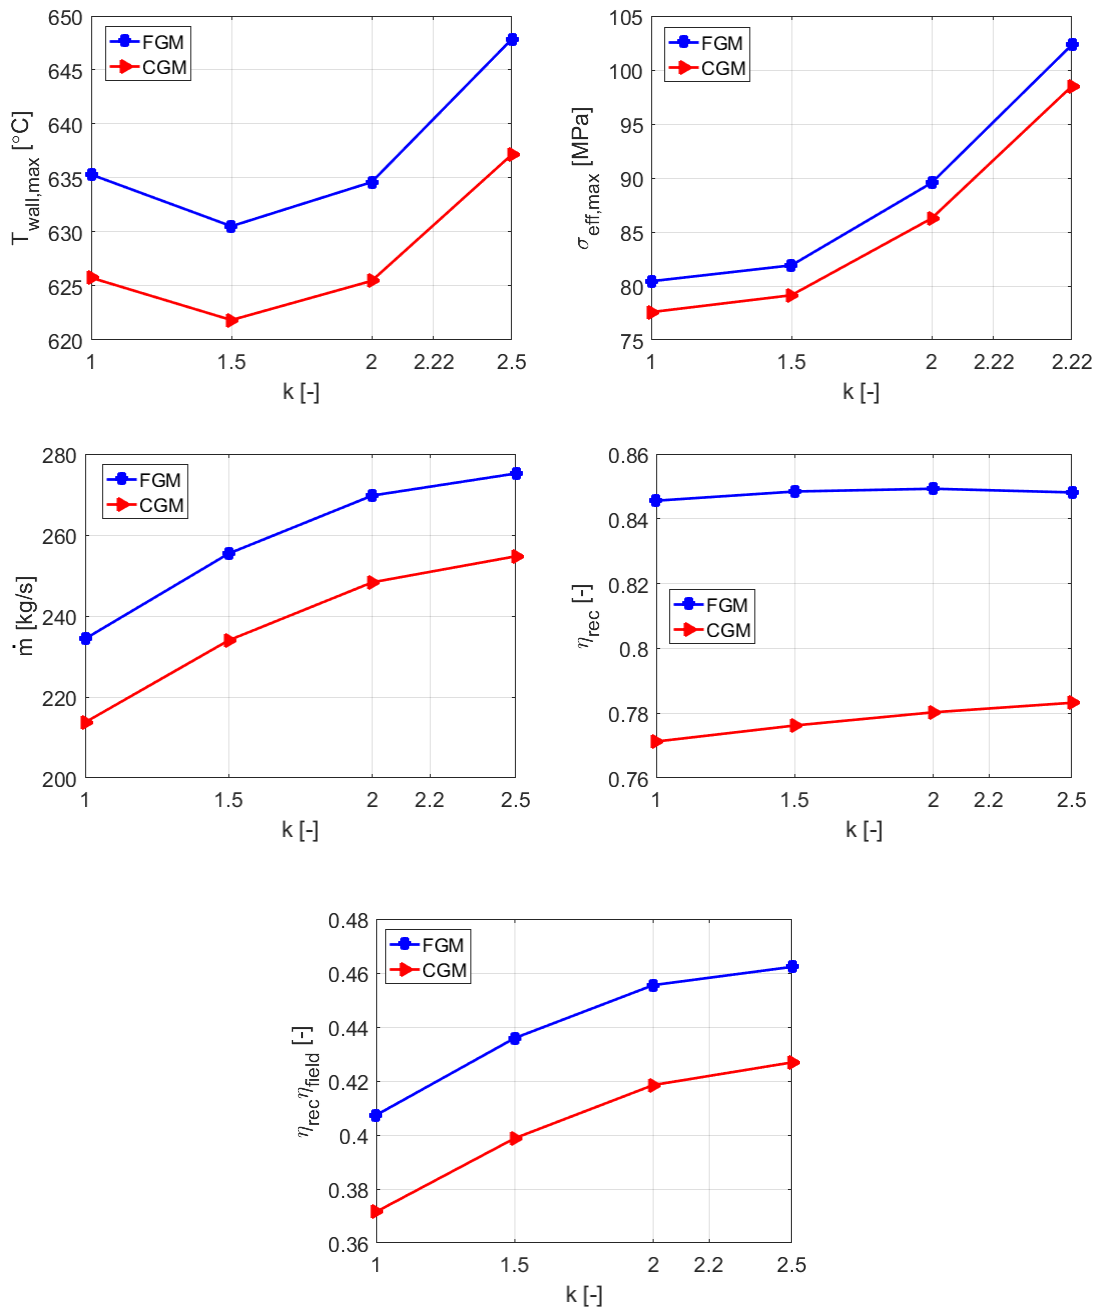 650
645
640
635
630
625
620
T wall,max [°C]
FGM
CGM
1 1.5 2 2.22 2.5
k [-]
105
100
95
90
85
80
75
σ eff,max [MPa]
FGM
CGM
1 1.5 2 2.22 2.22
k [-]
280
260
240
220
200
ṁ [kg/s]
FGM
CGM
1 1.5 2 2.2 2.5
k [-]
0.86
0.84
0.82
0.8
0.78
0.76
η rec [-]
FGM
CGM
1 1.5 2 2.2 2.5
k [-]
0.48
0.46
0.44
0.42
0.4
0.38
0.36
η rec η field [-]
FGM
CGM
1 1.5 2 2.2 2.5
k [-]